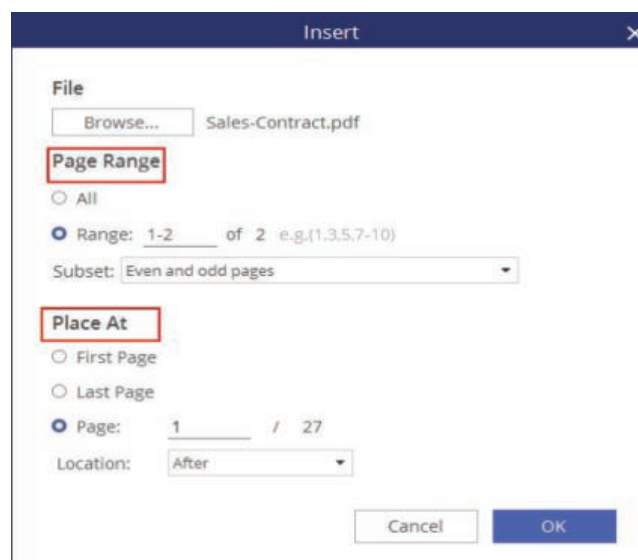 Insert
File
Browse... Sales-Contract.pdf
Page Range
All
Range: 1-2 of 2 e.g.(1.3.5.7-10)
Subset: Even and odd pages
Place At
First Page
Last Page
Page: 1 / 27
Location: After
Cancel OK